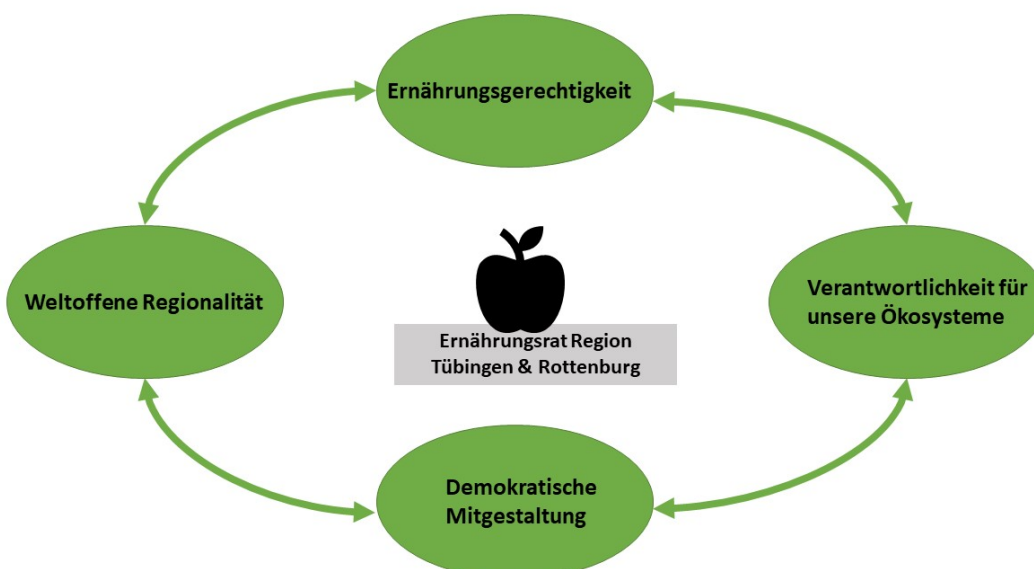 Ernährungsgerechtigkeit
Weltoffene Regionalität
Verantwortlichkeit für
unsere Ökosysteme
Ernährungsrat Region
Tübingen & Rottenburg
Demokratische
Mitgestaltung